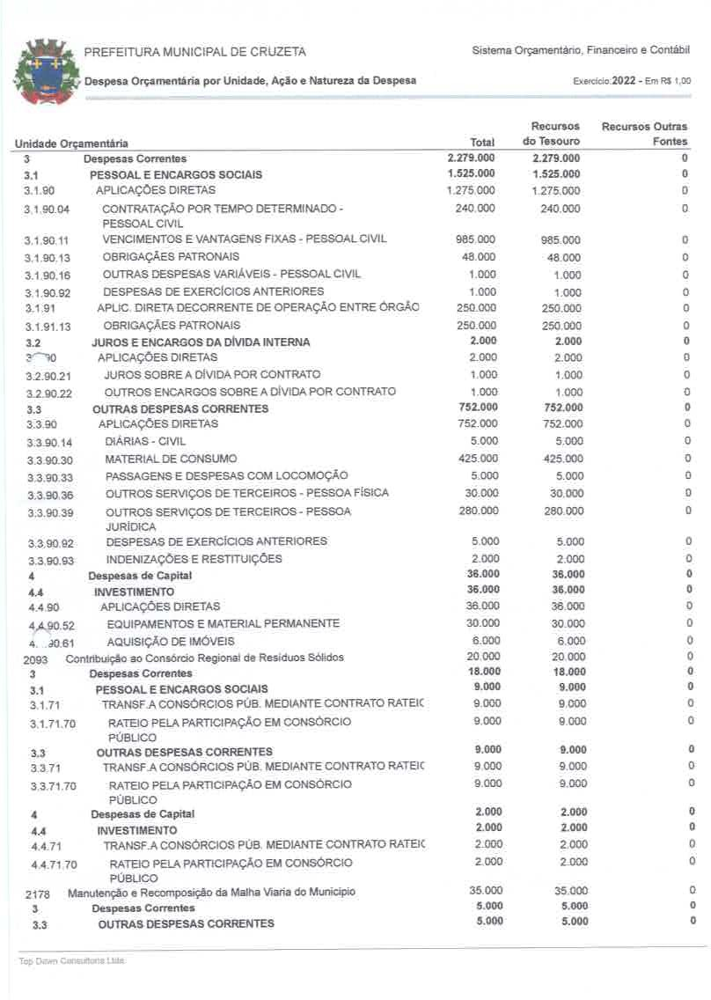 PREFEITURA MUNICIPAL DE CRUZETA Sistema Orçamentário, Financeiro e Contábil
Despesa Orçamentária por Unidade, Ação e Natureza da Despesa Exercício:2022 - Em R$ 1,00
Recursos Recursos Outras
Unidade Orçamentária Total do Tesouro Fontes
3 Despesas Correntes 2.279.000 2.279.000 0
3.1 PESSOAL E ENCARGOS SOCIAIS 1.525.000 1.525.000 0
3.1.90 APLICAÇÕES DIRETAS 1.275.000 1.275.000 0
3.1.90.04 CONTRATAÇÃO POR TEMPO DETERMINADO - 240.000 240.000 0
PESSOAL CIVIL
3.1.90.11 VENCIMENTOS E VANTAGENS FIXAS - PESSOAL CIVIL 985.000 985.000 0
3.1.90.13 OBRIGAÇÃES PATRONAIS 48.000 48.000 0
3.1.90.16 OUTRAS DESPESAS VARIÁVEIS - PESSOAL CIVIL 1.000 1.000 0
3.1.90.92 DESPESAS DE EXERCÍCIOS ANTERIORES 1.000 1.000 0
3.1.91 APLIC. DIRETA DECORRENTE DE OPERAÇÃO ENTRE ÓRGÃO 250.000 250.000 0
3.1.91.13 OBRIGAÇÃES PATRONAIS 250.000 250.000 0
3.2 JUROS E ENCARGOS DA DÍVIDA INTERNA 2.000 2.000 0
APLICAÇÕES DIRETAS 2.000 2.000 0
3.2.90.21 JUROS SOBRE A DÍVIDA POR CONTRATO 1.000 1.000 0
3.2.90.22 OUTROS ENCARGOS SOBRE A DÍVIDA POR CONTRATO 1.000 1.000 0
3.3 OUTRAS DESPESAS CORRENTES 752.000 752.000 0
3.3.90 APLICAÇÕES DIRETAS 752.000 752.000 0
3.3.90.14 DIÁRIAS - CIVIL 5.000 5.000 0
3.3.90.30 MATERIAL DE CONSUMO 425.000 425.000 0
3.3.90.33 PASSAGENS E DESPESAS COM LOCOMOÇÃO 5.000 5.000 0
3.3.90.36 OUTROS SERVIÇOS DE TERCEIROS - PESSOA FÍSICA 30.000 30.000 0
3.3.90.39 OUTROS SERVIÇOS DE TERCEIROS - PESSOA 280.000 280.000 0
JURÍDICA
3.3.90.92 DESPESAS DE EXERCÍCIOS ANTERIORES 5.000 5.000 0
3.3.90.93 INDENIZAÇÕES E RESTITUIÇÕES 2.000 2.000 0
4 Despesas de Capital 36.000 36.000 0
4.4 INVESTIMENTO 36.000 36.000 0
4.4.90 APLICAÇÕES DIRETAS 36.000 36.000 0
4.4.90.52 EQUIPAMENTOS E MATERIAL PERMANENTE 30.000 30.000 0
AQUISIÇÃO DE IMÓVEIS 6.000 6.000 0
2093 Contribuição ao Consórcio Regional de Residuos Sólidos 20.000 20.000 0
3 Despesas Correntes 18.000 18.000 0
3.1 PESSOAL E ENCARGOS SOCIAIS 9.000 9.000 0
3.1.71 TRANSF.A CONSÓRCIOS PÚB. MEDIANTE CONTRATO RATEIO 9.000 9.000 0
3.1.71.70 RATEIO PELA PARTICIPAÇÃO EM CONSÓRCIO 9.000 9.000 0
PÚBLICO
3.3 OUTRAS DESPESAS CORRENTES 9.000 9.000 0
3.3.71 TRANSF.A CONSÓRCIOS PÚB. MEDIANTE CONTRATO RATEIO 9.000 9.000 0
3.3.71.70 RATEIO PELA PARTICIPAÇÃO EM CONSÓRCIO 9.000 9.000 0
PÚBLICO
4 Despesas de Capital 2.000 2.000 0
4.4 INVESTIMENTO 2.000 2.000 0
4.4.71 TRANSF.A CONSÓRCIOS PÚB. MEDIANTE CONTRATO RATEIO 2.000 2.000 0
4.4.71.70 RATEIO PELA PARTICIPAÇÃO EM CONSÓRCIO 2.000 2.000 0
PÚBLICO
2178 Manutenção e Recomposição da Malha Viaria do Municipio 35.000 35.000 0
3 Despesas Correntes 5.000 5.000 0
3.3 OUTRAS DESPESAS CORRENTES 5.000 5.000 0
Top Down Consultoria Ltda